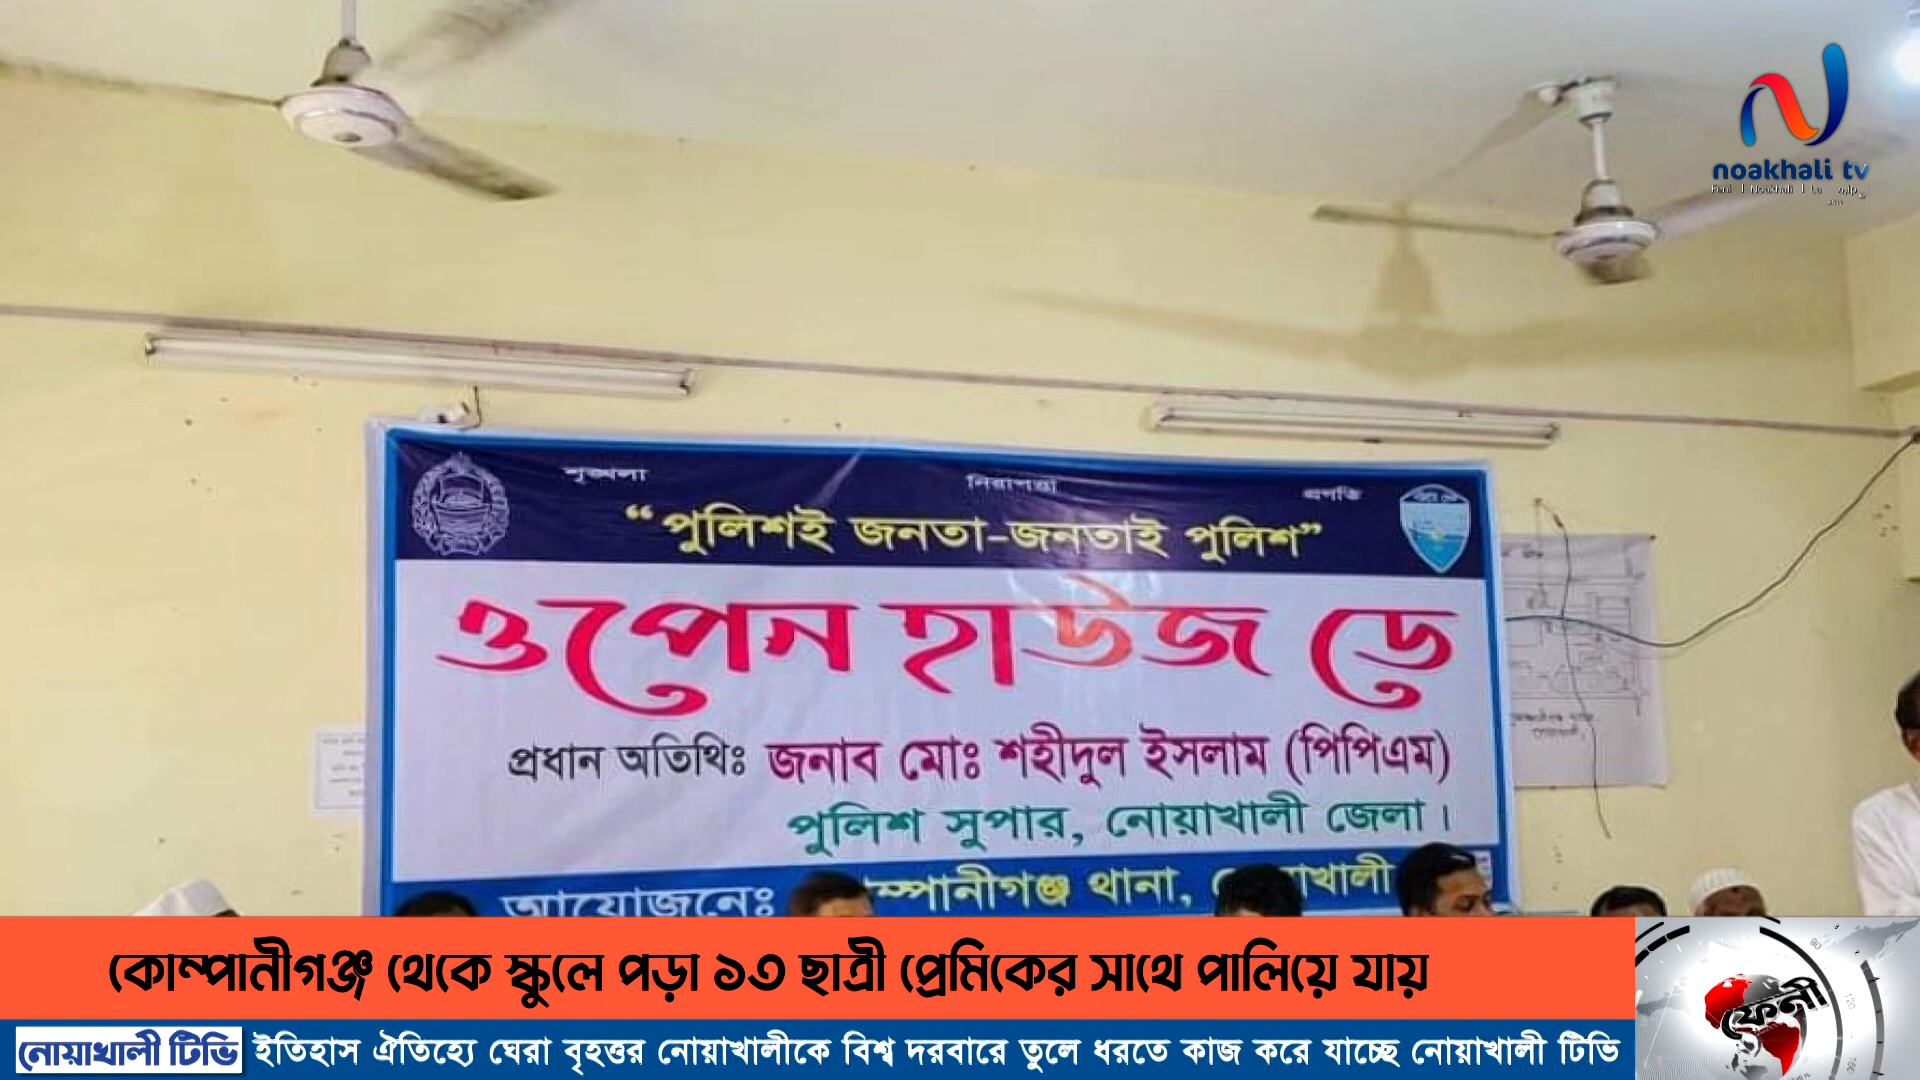 noakhali tv
শৃঙ্খলা নিরাপত্তা প্রগতি
“পুলিশই জনতা-জনতাই পুলিশ”
ওপেন হাউজ ডে
প্রধান অতিথিঃ জনাব মোঃ শহীদুল ইসলাম (পিপিএম)
পুলিশ সুপার, নোয়াখালী জেলা।
আয়োজনেঃ থানা,
কোম্পানীগঞ্জ থেকে স্কুলে পড়া ১৩ ছাত্রী প্রেমিকের সাথে পালিয়ে যায়
ফেনী
নোয়াখালী টিভি ইতিহাস ঐতিহ্যে ঘেরা বৃহত্তর নোয়াখালীকে বিশ্ব দরবারে তুলে ধরতে কাজ করে যাচ্ছে নোয়াখালী টিভি